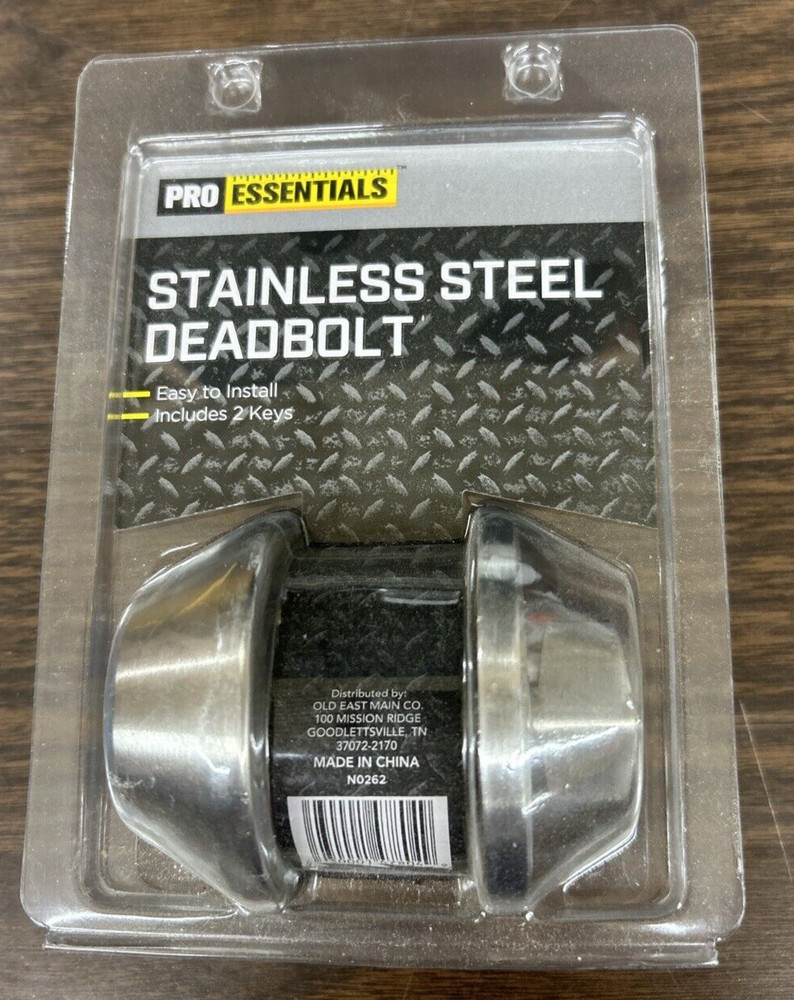 PRO ESSENTIALS™
STAINLESS STEEL
DEADBOLT
Easy to Install
Includes 2 Keys
Distributed by:
OLD EAST MAIN CO.
100 MISSION RIDGE
GOODLETTSVILLE, TN
37072-2170
MADE IN CHINA
N0262